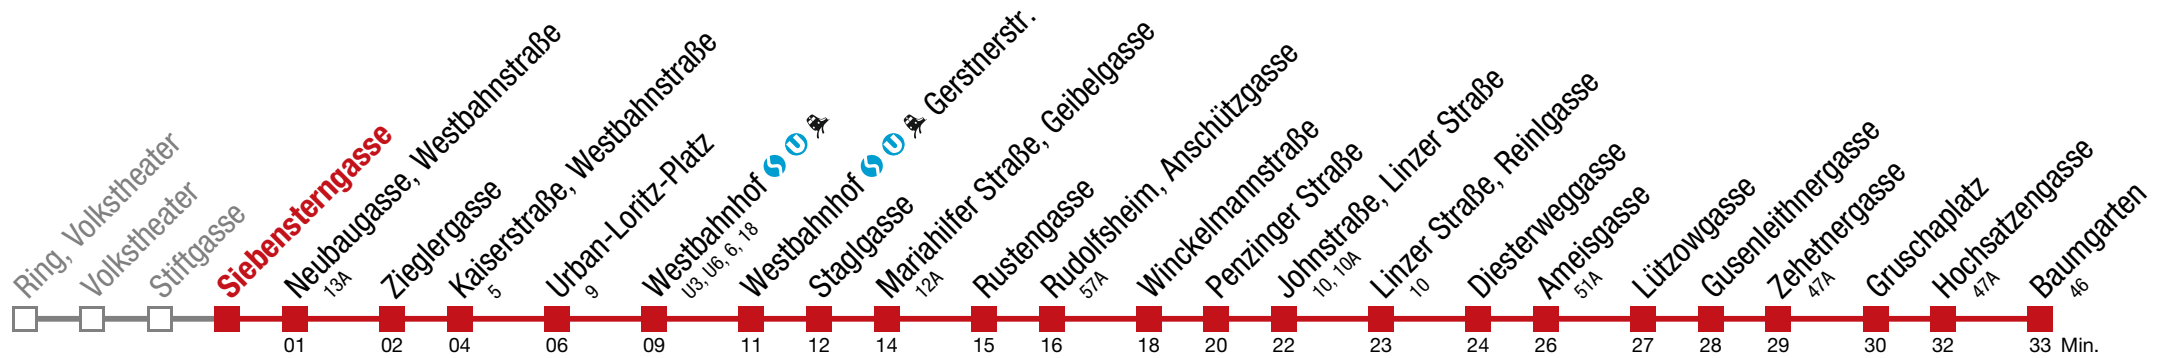 Ring, Volkstheater
Volkstheater
Stiftgasse
Siebensterngasse
Neubaugasse, Westbahnstraße
13A
Zieglergasse
Kaiserstraße, Westbahnstraße
5
Urban-Loritz-Platz
9
Westbahnhof
U3, U6, 6, 18
Westbahnhof Gerstnerstr.
Staglgasse
Mariahilfer Straße, Geibelgasse
12A
Rustengasse
Rudolfsheim, Anschützgasse
57A
Winckelmannstraße
Penzinger Straße
Johnstraße, Linzer Straße
10, 10A
Linzer Straße, Reinlgasse
10
Diesterweggasse
Ameisgasse
51A
Lützowgasse
Gusenleithnergasse
Zehetnergasse
47A
Gruschaplatz
Hochsatzengasse
47A
Baumgarten
46
01 02 04 06 09 11 12 14 15 16 18 20 22 23 24 26 27 28 29 30 32 33 Min.